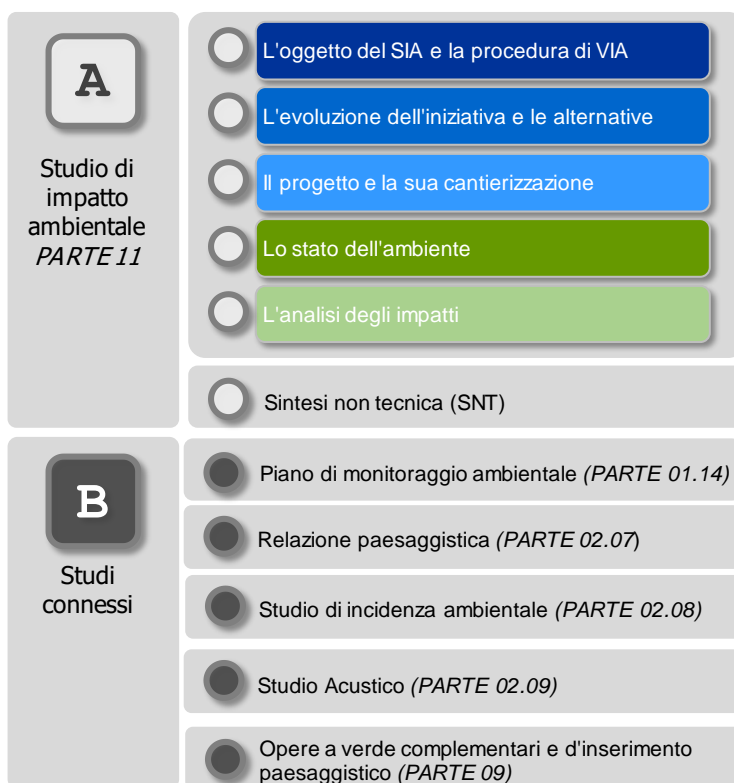 A
Studio di
impatto
ambientale
PARTE 11
L'oggetto del SIA e la procedura di VIA
L'evoluzione dell'iniziativa e le alternative
Il progetto e la sua cantierizzazione
Lo stato dell'ambiente
L'analisi degli impatti
Sintesi non tecnica (SNT)
B
Studi
connessi
Piano di monitoraggio ambientale (PARTE 01.14)
Relazione paesaggistica (PARTE 02.07)
Studio di incidenza ambientale (PARTE 02.08)
Studio Acustico (PARTE 02.09)
Opere a verde complementari e d'inserimento
paesaggistico (PARTE 09)